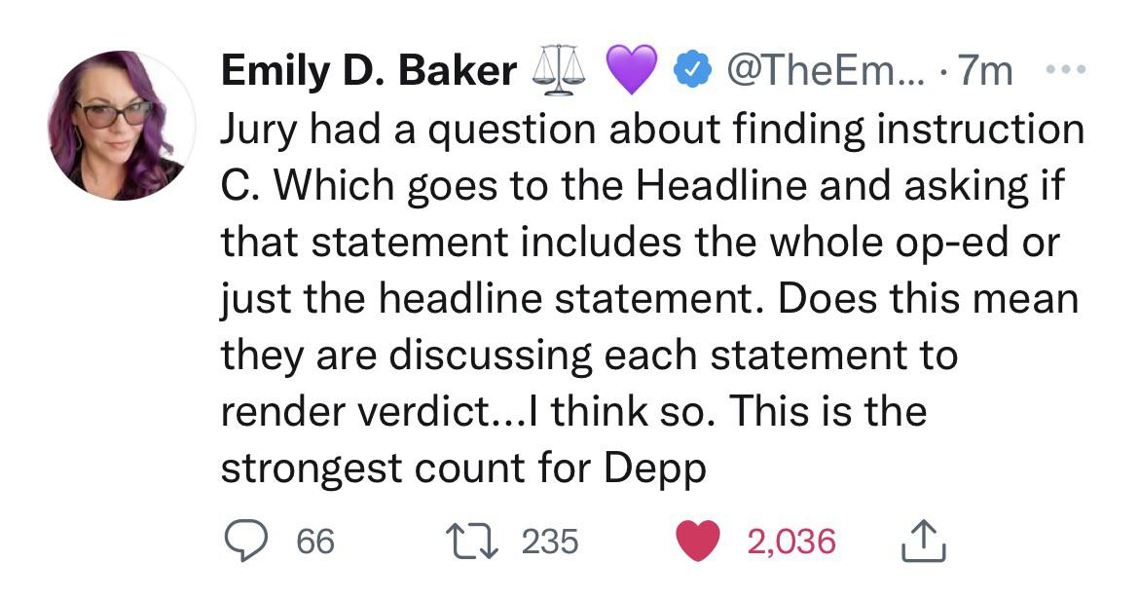 Emily D. Baker ⚖️ 💜 @TheEm... · 7m
Jury had a question about finding instruction
C. Which goes to the Headline and asking if
that statement includes the whole op-ed or
just the headline statement. Does this mean
they are discussing each statement to
render verdict...I think so. This is the
strongest count for Depp
66 235 2,036